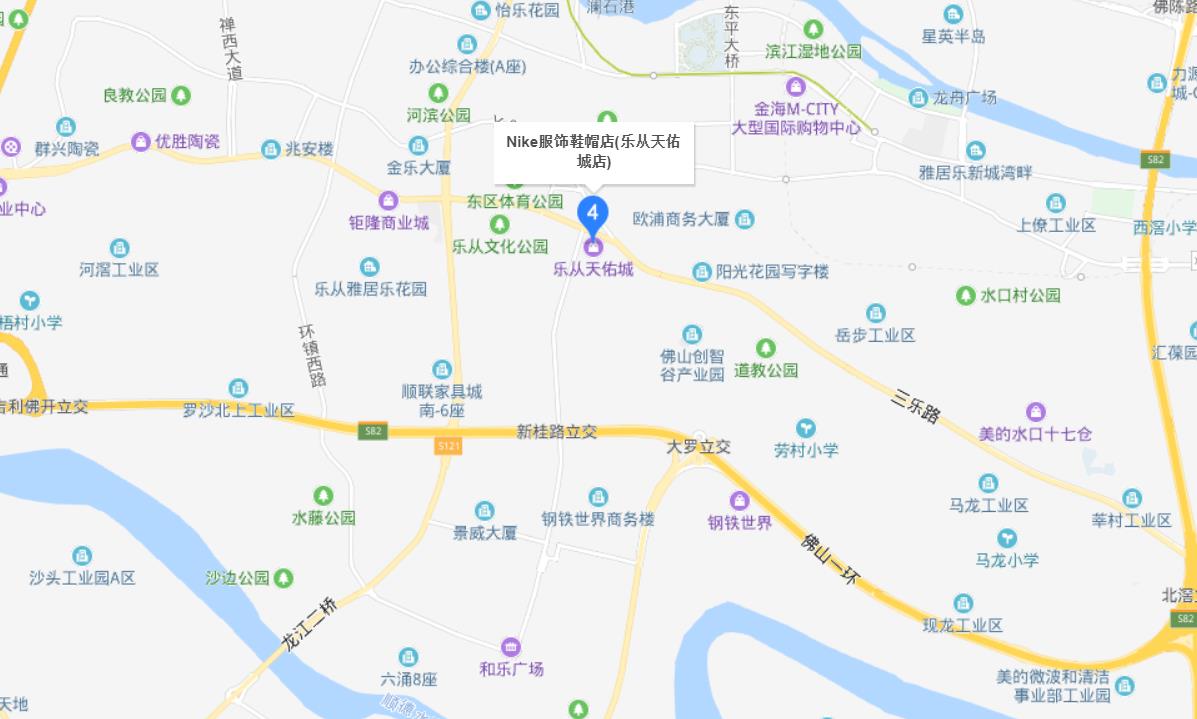 怡乐花园
澜石港
东平大桥
佛陈路
禅西大道
滨江湿地公园
星英半岛
办公综合楼(A座)
良教公园
河滨公园
金海M-CITY
大型国际购物中心
龙舟广场
力源
城-C
群兴陶瓷
优胜陶瓷
兆安楼
金乐大厦
Nike服饰鞋帽店(乐从天佑
城店)
4
雅居乐新城湾畔
S82
业中心
钜隆商业城
东区体育公园
欧浦商务大厦
上僚工业区
西滘小学
乐从文化公园
河滘工业区
乐从雅居乐花园
乐从天佑城
阳光花园写字楼
水口村公园
梧村小学
环镇西路
佛山创智
谷产业园
道教公园
岳步工业区
汇葆园
通
吉利佛开立交
罗沙北上工业区
顺联家具城
南-6座
三乐路
S82
S121
新桂路立交
大罗立交
劳村小学
美的水口十七仓
水藤公园
景威大厦
钢铁世界商务楼
钢铁世界
马龙工业区
莘村工业区
沙头工业园A区
沙边公园
佛山一环
马龙小学
北滘立
S82
龙江二桥
现龙工业区
和乐广场
六涌8座
美的微波和清洁
事业部工业园
天地
顺德水